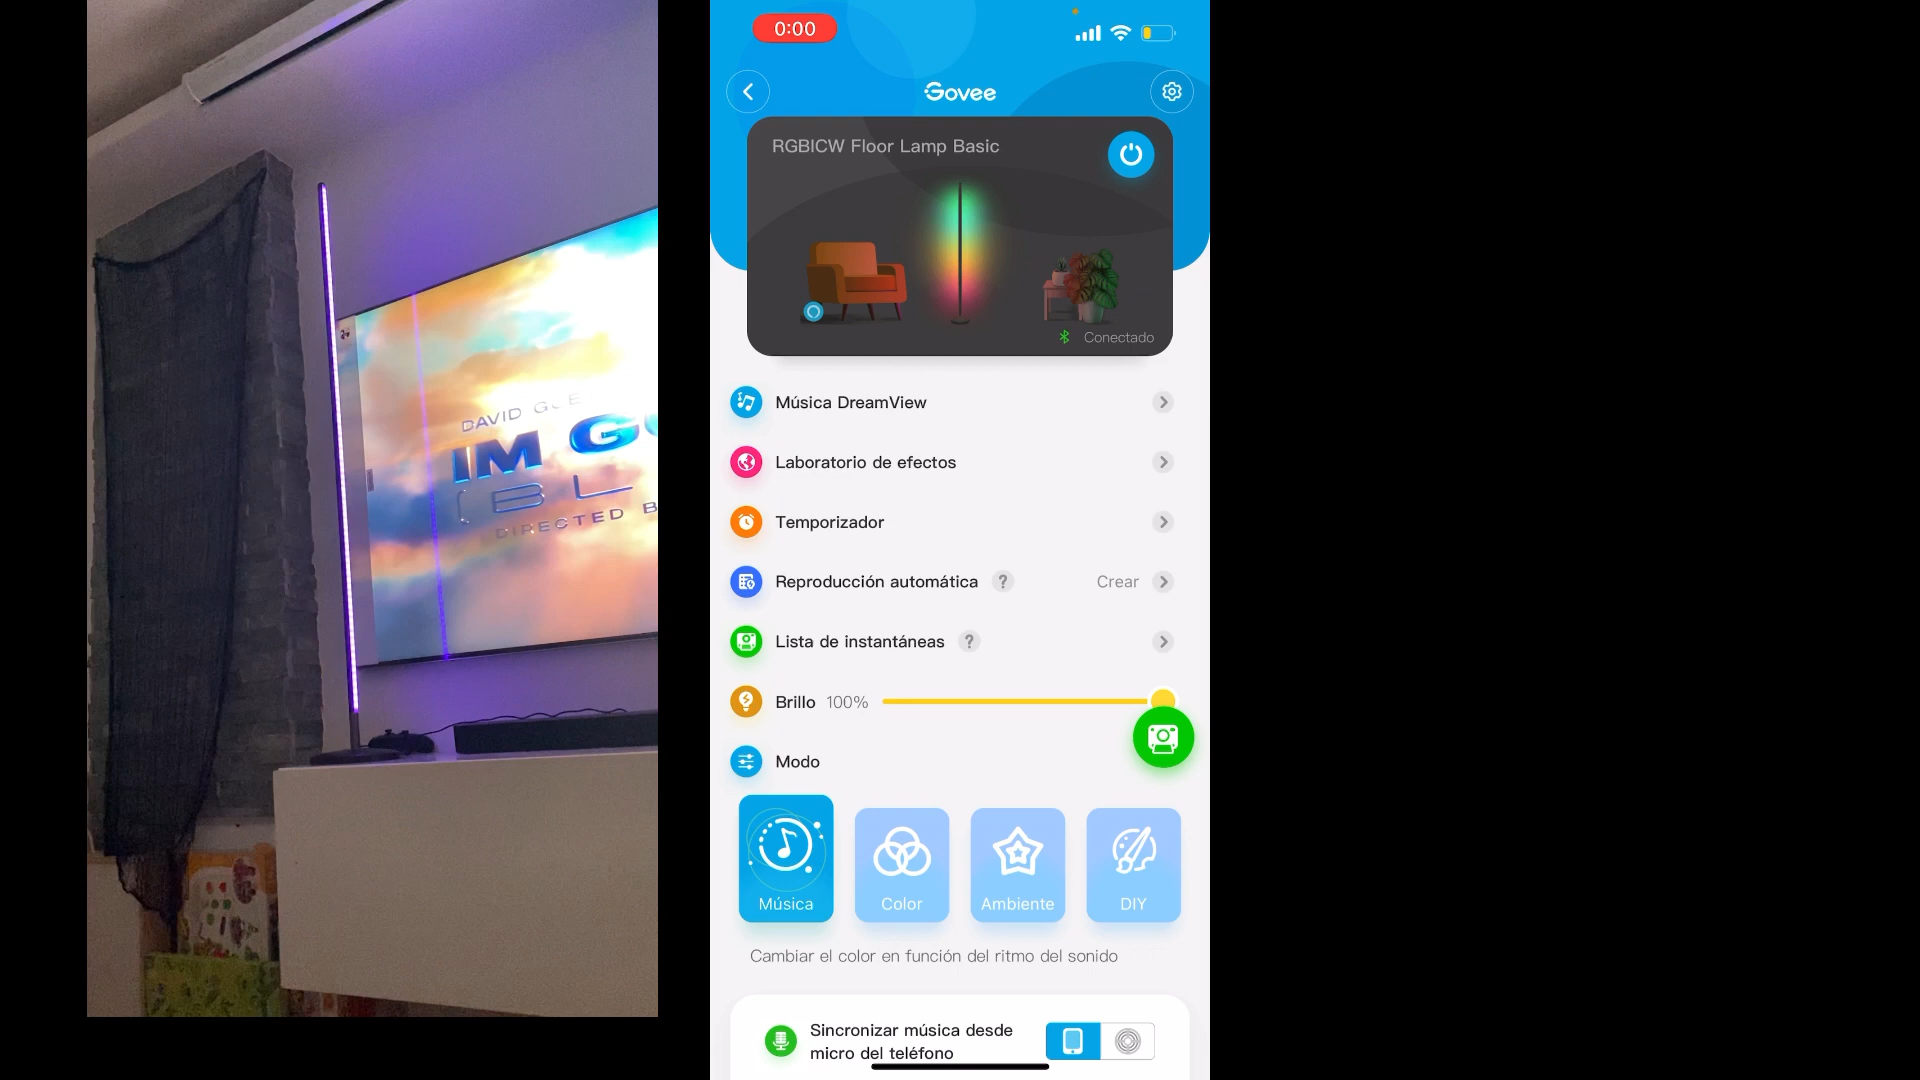 DAVID GUE
IM G
BL
DIRECTED B
0:00
Govee
RGBICW Floor Lamp Basic
Conectado
Música DreamView
Laboratorio de efectos
Temporizador
Reproducción automática ? Crear
Lista de instantáneas ?
Brillo 100%
Modo
Música Color Ambiente DIY
Cambiar el color en función del ritmo del sonido
Sincronizar música desde
micro del teléfono